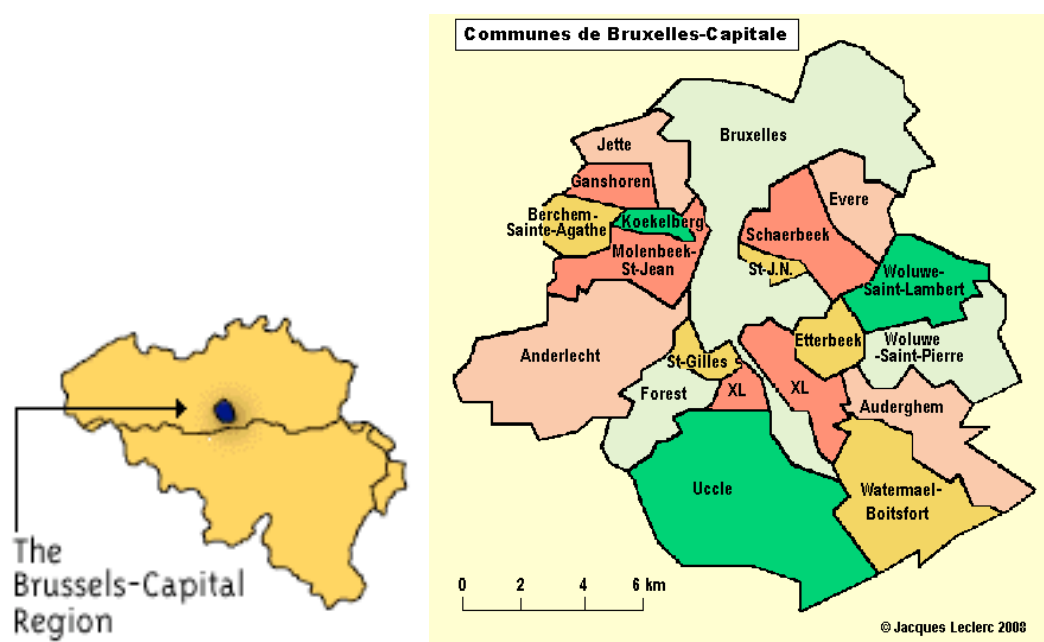 The
Brussels-Capital
Region
Communes de Bruxelles-Capitale
Bruxelles
Jette
Ganshoren
Evere
Berchem-
Sainte-Agathe
Koekelberg
Schaerbeek
Molenbeek-
St-Jean
St-J.N.
Woluwe-
Saint-Lambert
Etterbeek
Woluwe
-Saint-Pierre
Anderlecht
St-Gilles
Forest
XL
XL
Auderghem
Uccle
Watermael-
Boitsfort
0 2 4 6 km
© Jacques Leclerc 2008